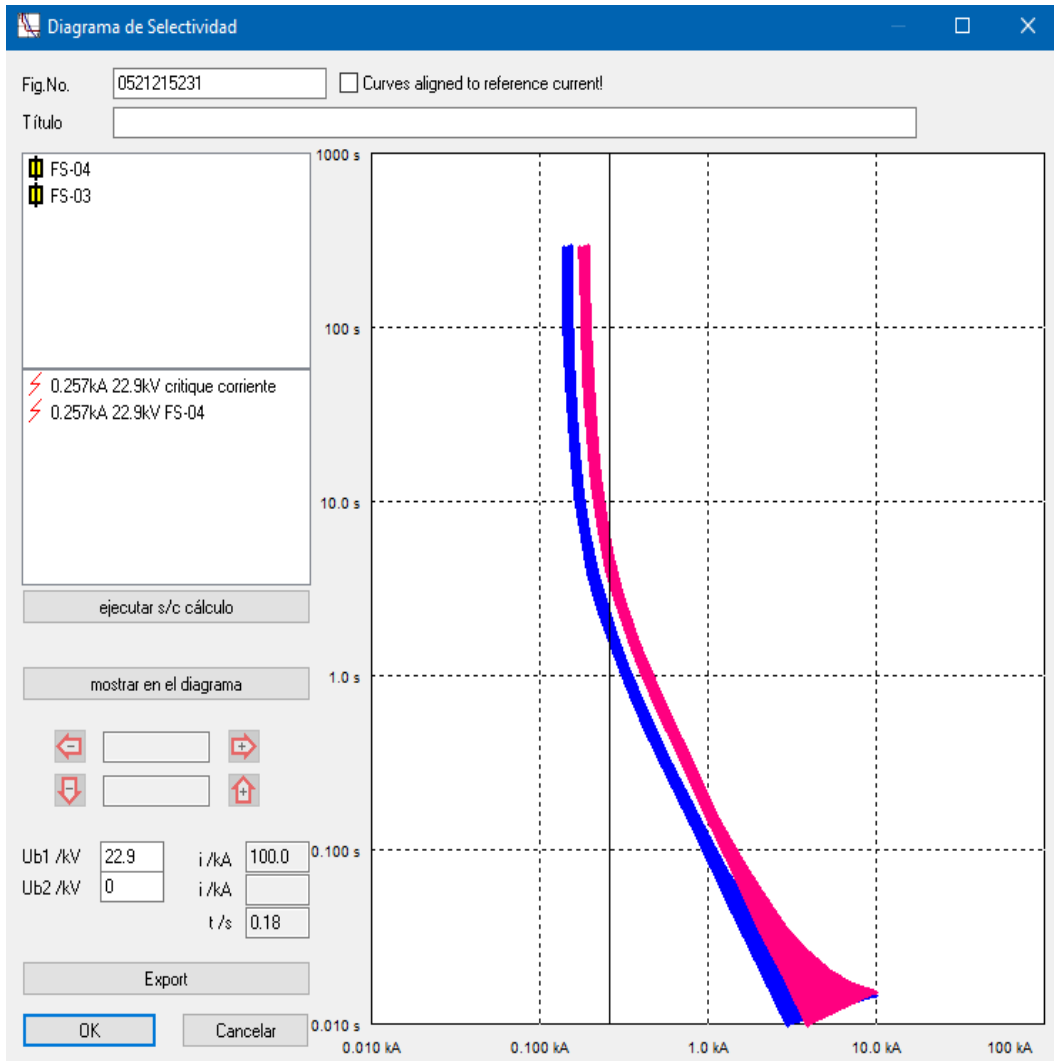 Diagrama de Selectividad
Fig.No. 0521215231 Curves aligned to reference current!
Título
FS-04
FS-03
0.257kA 22.9kV critique corriente
0.257kA 22.9kV FS-04
ejecutar s/c cálculo
mostrar en el diagrama
Ub1 /kV 22.9 i /kA 100.0
Ub2 /kV 0 i /kA
t /s 0.18
Export
OK Cancelar
1000 s
100 s
10.0 s
1.0 s
0.100 s
0.010 s
0.010 kA 0.100 kA 1.0 kA 10.0 kA 100 kA